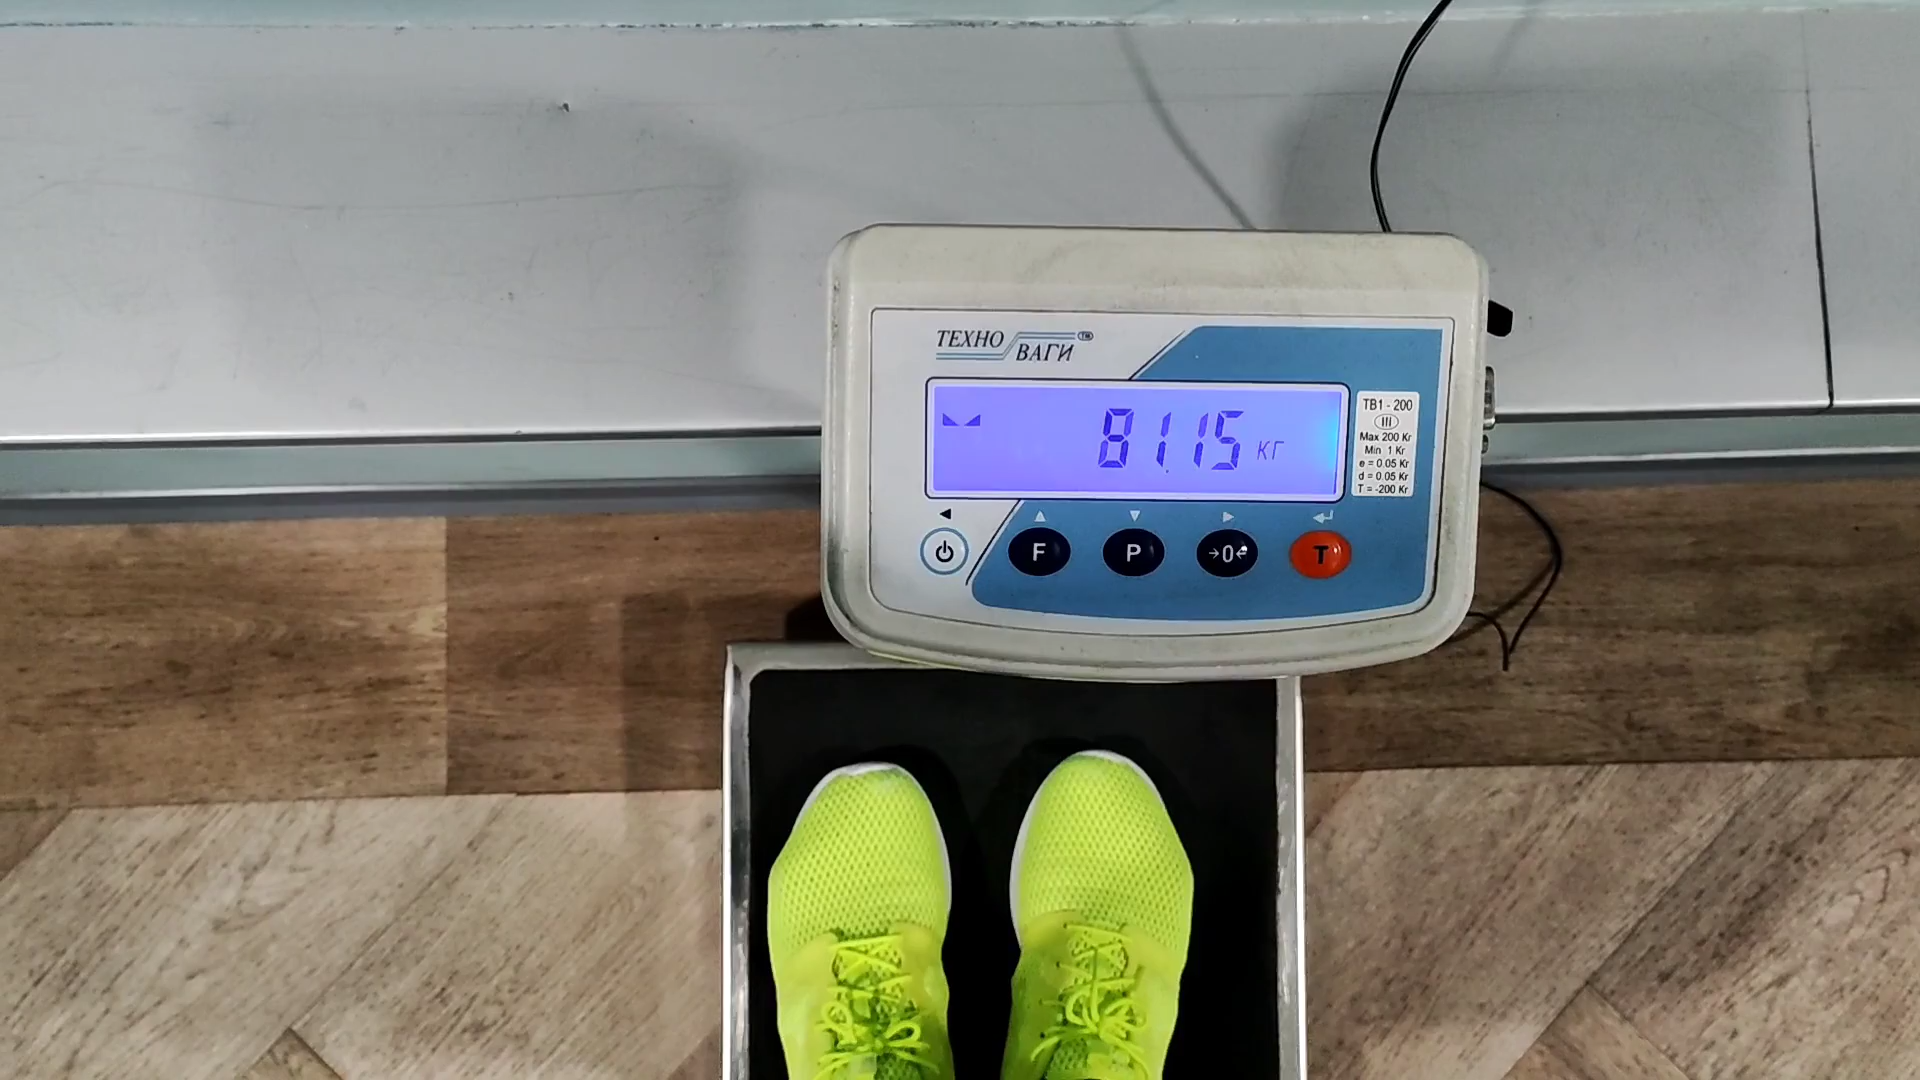 ТЕХНО ВАГИ™
81.15 КГ
ТВ1 - 200
III
Max 200 Кг
Min 1 Кг
e = 0.05 Кг
d = 0.05 Кг
T = -200 Кг
F P →0← T